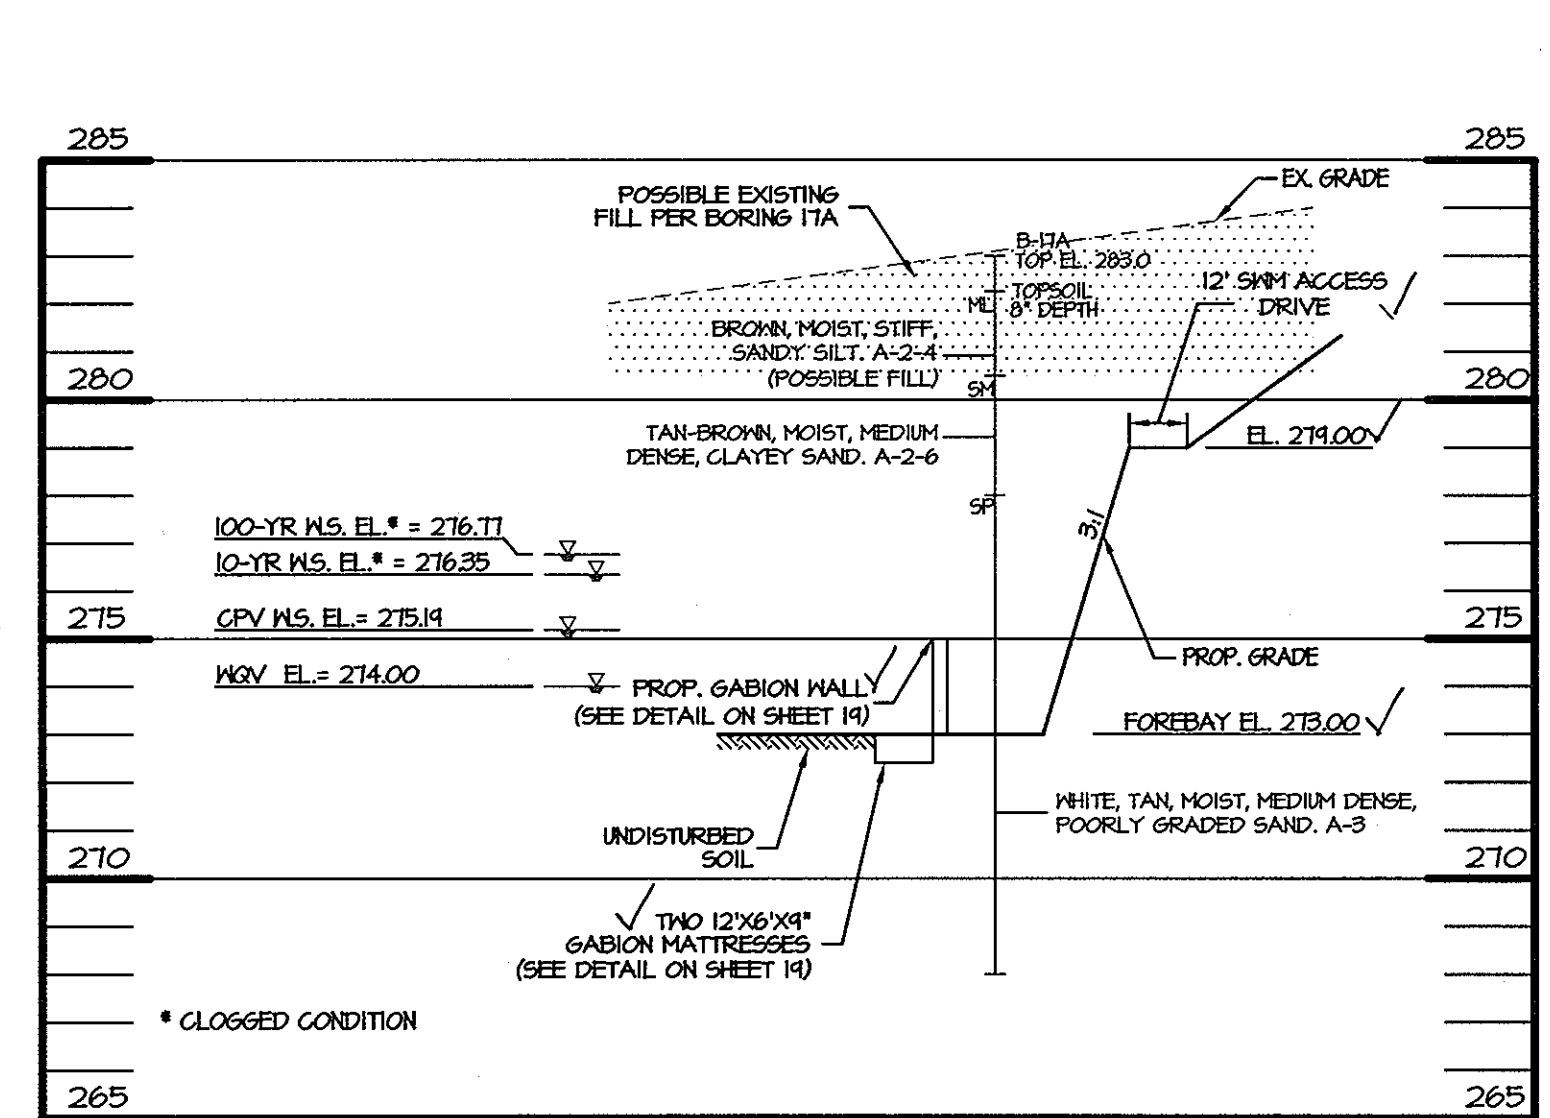 285
285
EX. GRADE
POSSIBLE EXISTING
FILL PER BORING 17A
B-17A
TOP EL. 283.0
12' SWM ACCESS
DRIVE
TOPSOIL
8" DEPTH
ML
BROWN, MOIST, STIFF,
SANDY SILT. A-2-4
(POSSIBLE FILL)
280
280
SM
TAN-BROWN, MOIST, MEDIUM
DENSE, CLAYEY SAND. A-2-6
EL. 279.00
SP
3:1
100-YR W.S. EL.* = 276.77
10-YR W.S. EL.* = 276.35
275
275
CPV W.S. EL.= 275.19
PROP. GRADE
WQV EL.= 274.00
PROP. GABION WALL
(SEE DETAIL ON SHEET 19)
FOREBAY EL. 273.00
WHITE, TAN, MOIST, MEDIUM DENSE,
POORLY GRADED SAND. A-3
UNDISTURBED
SOIL
270
270
TWO 12'X6'X9"
GABION MATTRESSES
(SEE DETAIL ON SHEET 19)
* CLOGGED CONDITION
265
265